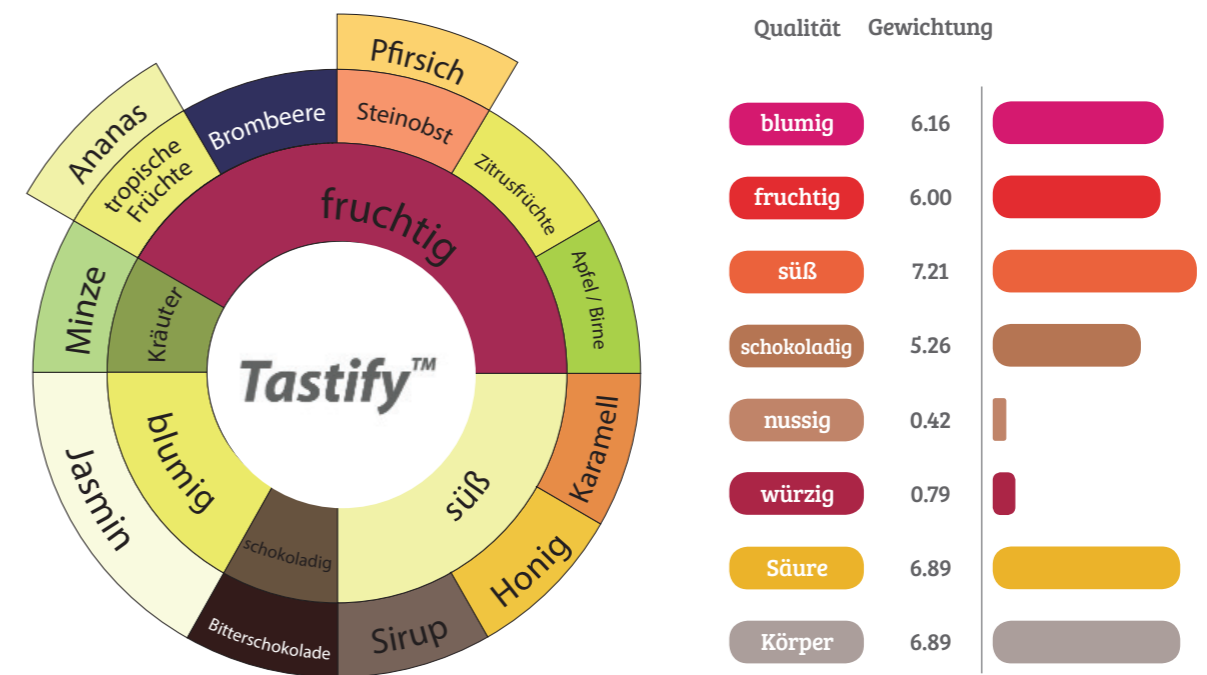 Pfirsich
Steinobst
Brombeere
Ananas
tropische
Früchte
Zitrusfrüchte
fruchtig
Apfel / Birne
Minze
Kräuter
Tastify™
blumig
Jasmin
süß
Karamell
Honig
schokoladig
Sirup
Bitterschokolade
Qualität Gewichtung
blumig 6.16
fruchtig 6.00
süß 7.21
schokoladig 5.26
nussig 0.42
würzig 0.79
Säure 6.89
Körper 6.89